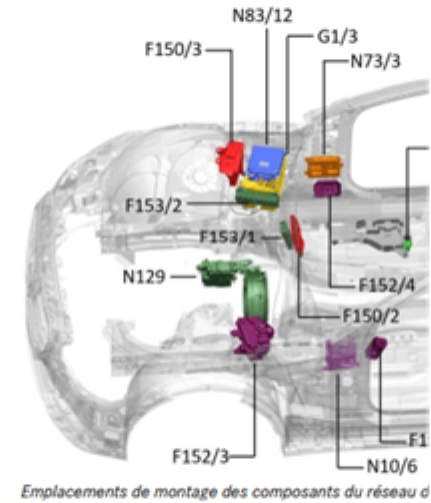 N83/12
G1/3
F150/3
N73/3
F153/2
F153/1
F152/4
N129
F150/2
F1
F152/3
N10/6
Emplacements de montage des composants du réseau d